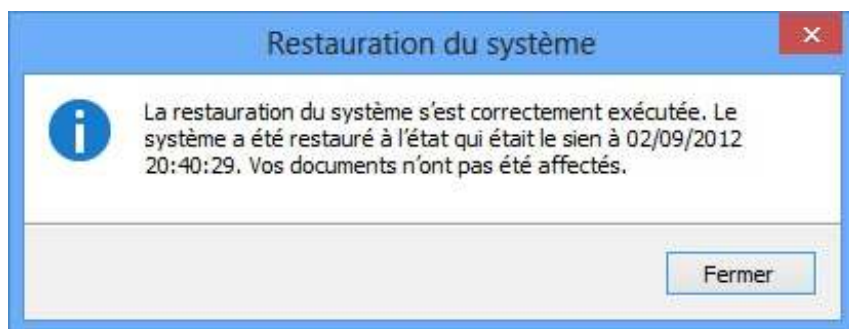 Restauration du système
La restauration du système s'est correctement exécutée. Le
système a été restauré à l'état qui était le sien à 02/09/2012
20:40:29. Vos documents n'ont pas été affectés.
Fermer